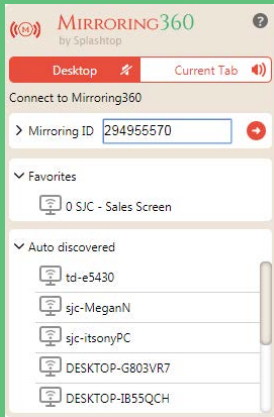 MIRRORING360
by Splashtop
Desktop Current Tab
Connect to Mirroring360
Mirroring ID 294955570
Favorites
0 SJC - Sales Screen
Auto discovered
td-e5430
sjc-MeganN
sjc-itsonyPC
DESKTOP-G803VR7
DESKTOP-IB55QCH